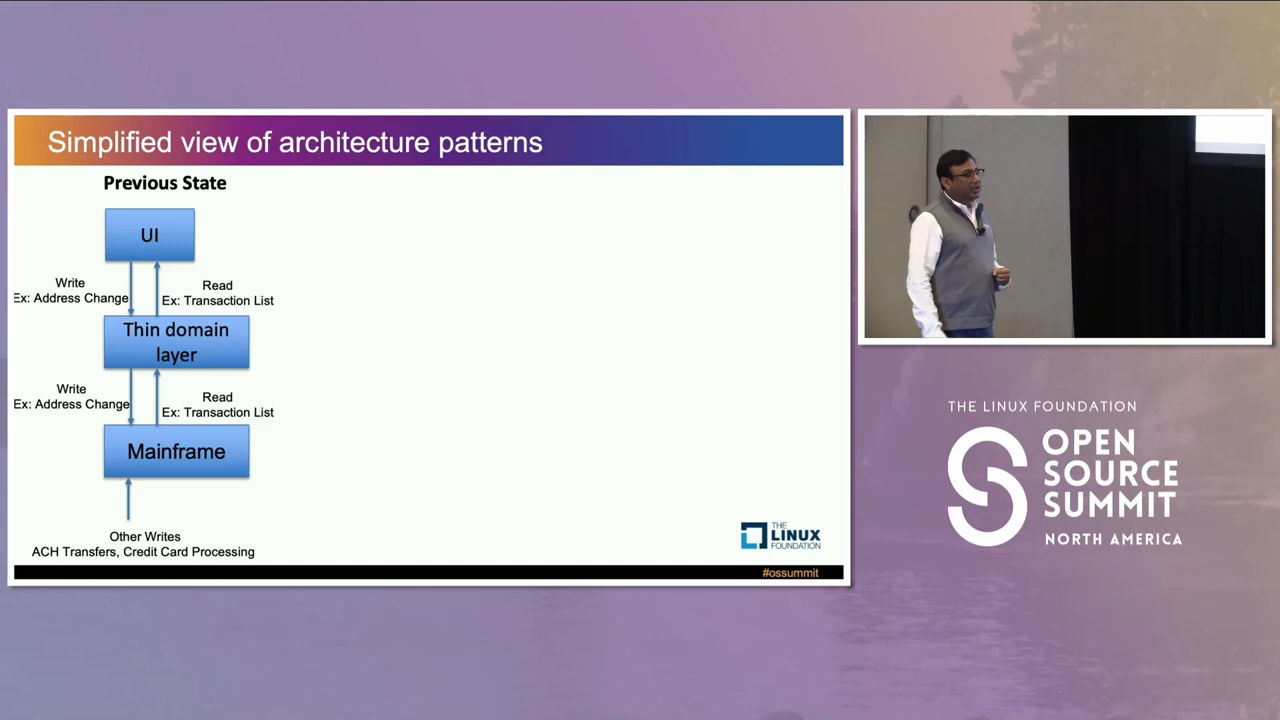 Simplified view of architecture patterns
Previous State
UI
Write
Ex: Address Change
Read
Ex: Transaction List
Thin domain
layer
Write
Ex: Address Change
Read
Ex: Transaction List
Mainframe
Other Writes
ACH Transfers, Credit Card Processing
THE
LINUX
FOUNDATION
#ossummit
THE LINUX FOUNDATION
OPEN
SOURCE
SUMMIT
NORTH AMERICA